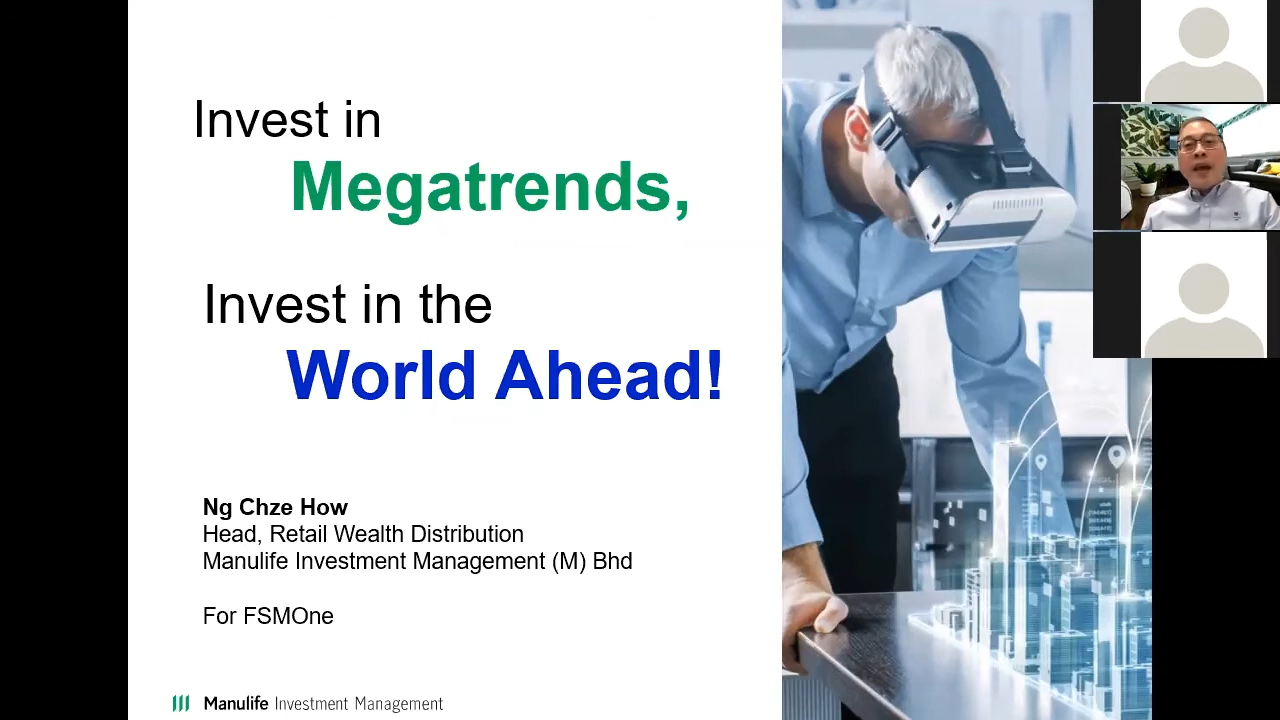 Invest in
Megatrends,
Invest in the
World Ahead!
Ng Chze How
Head, Retail Wealth Distribution
Manulife Investment Management (M) Bhd
For FSMOne
Manulife Investment Management